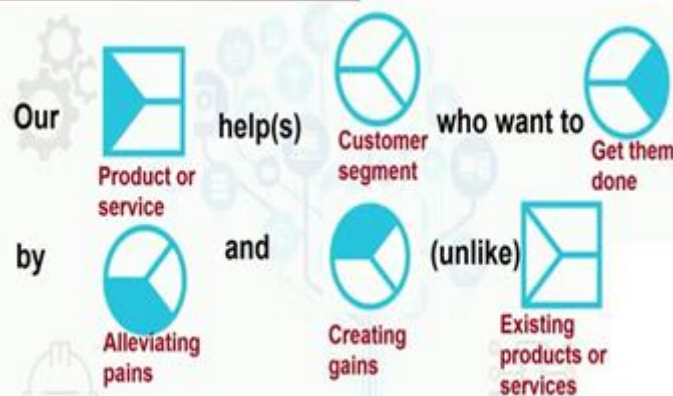 Our
help(s)
who want to
Product or
service
Customer
segment
Get them
done
by
and
(unlike)
Alleviating
pains
Creating
gains
Existing
products or
services